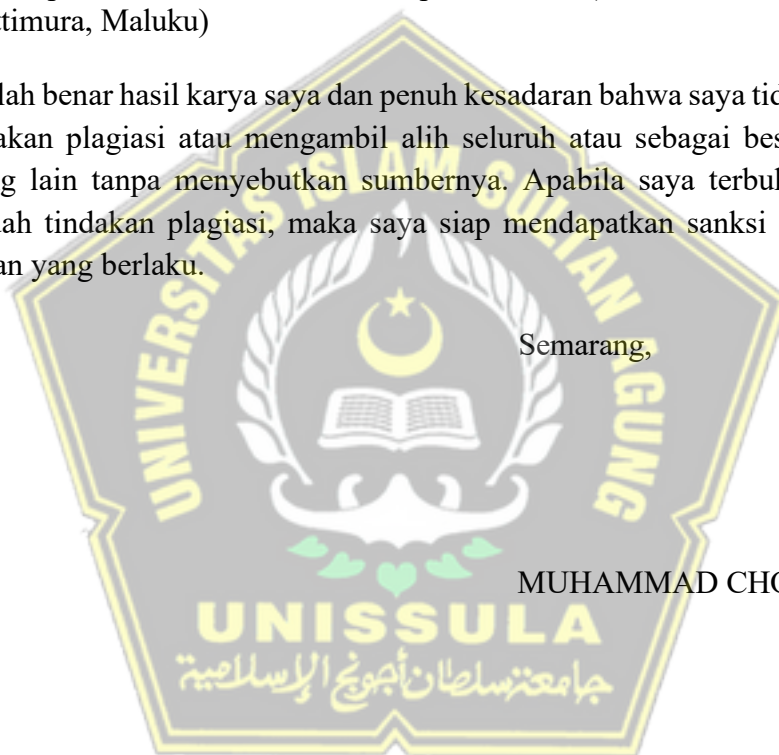 ttimura, Maluku)
lah benar hasil karya saya dan penuh kesadaran bahwa saya tid
akan plagiasi atau mengambil alih seluruh atau sebagai bes
g lain tanpa menyebutkan sumbernya. Apabila saya terbuk
uah tindakan plagiasi, maka saya siap mendapatkan sanksi
an yang berlaku.
UNIVERSITAS ISLAM SULTAN AGUNG
Semarang,
MUHAMMAD CHO
UNISSULA
جامعة سلطان أجونج الإسلامية